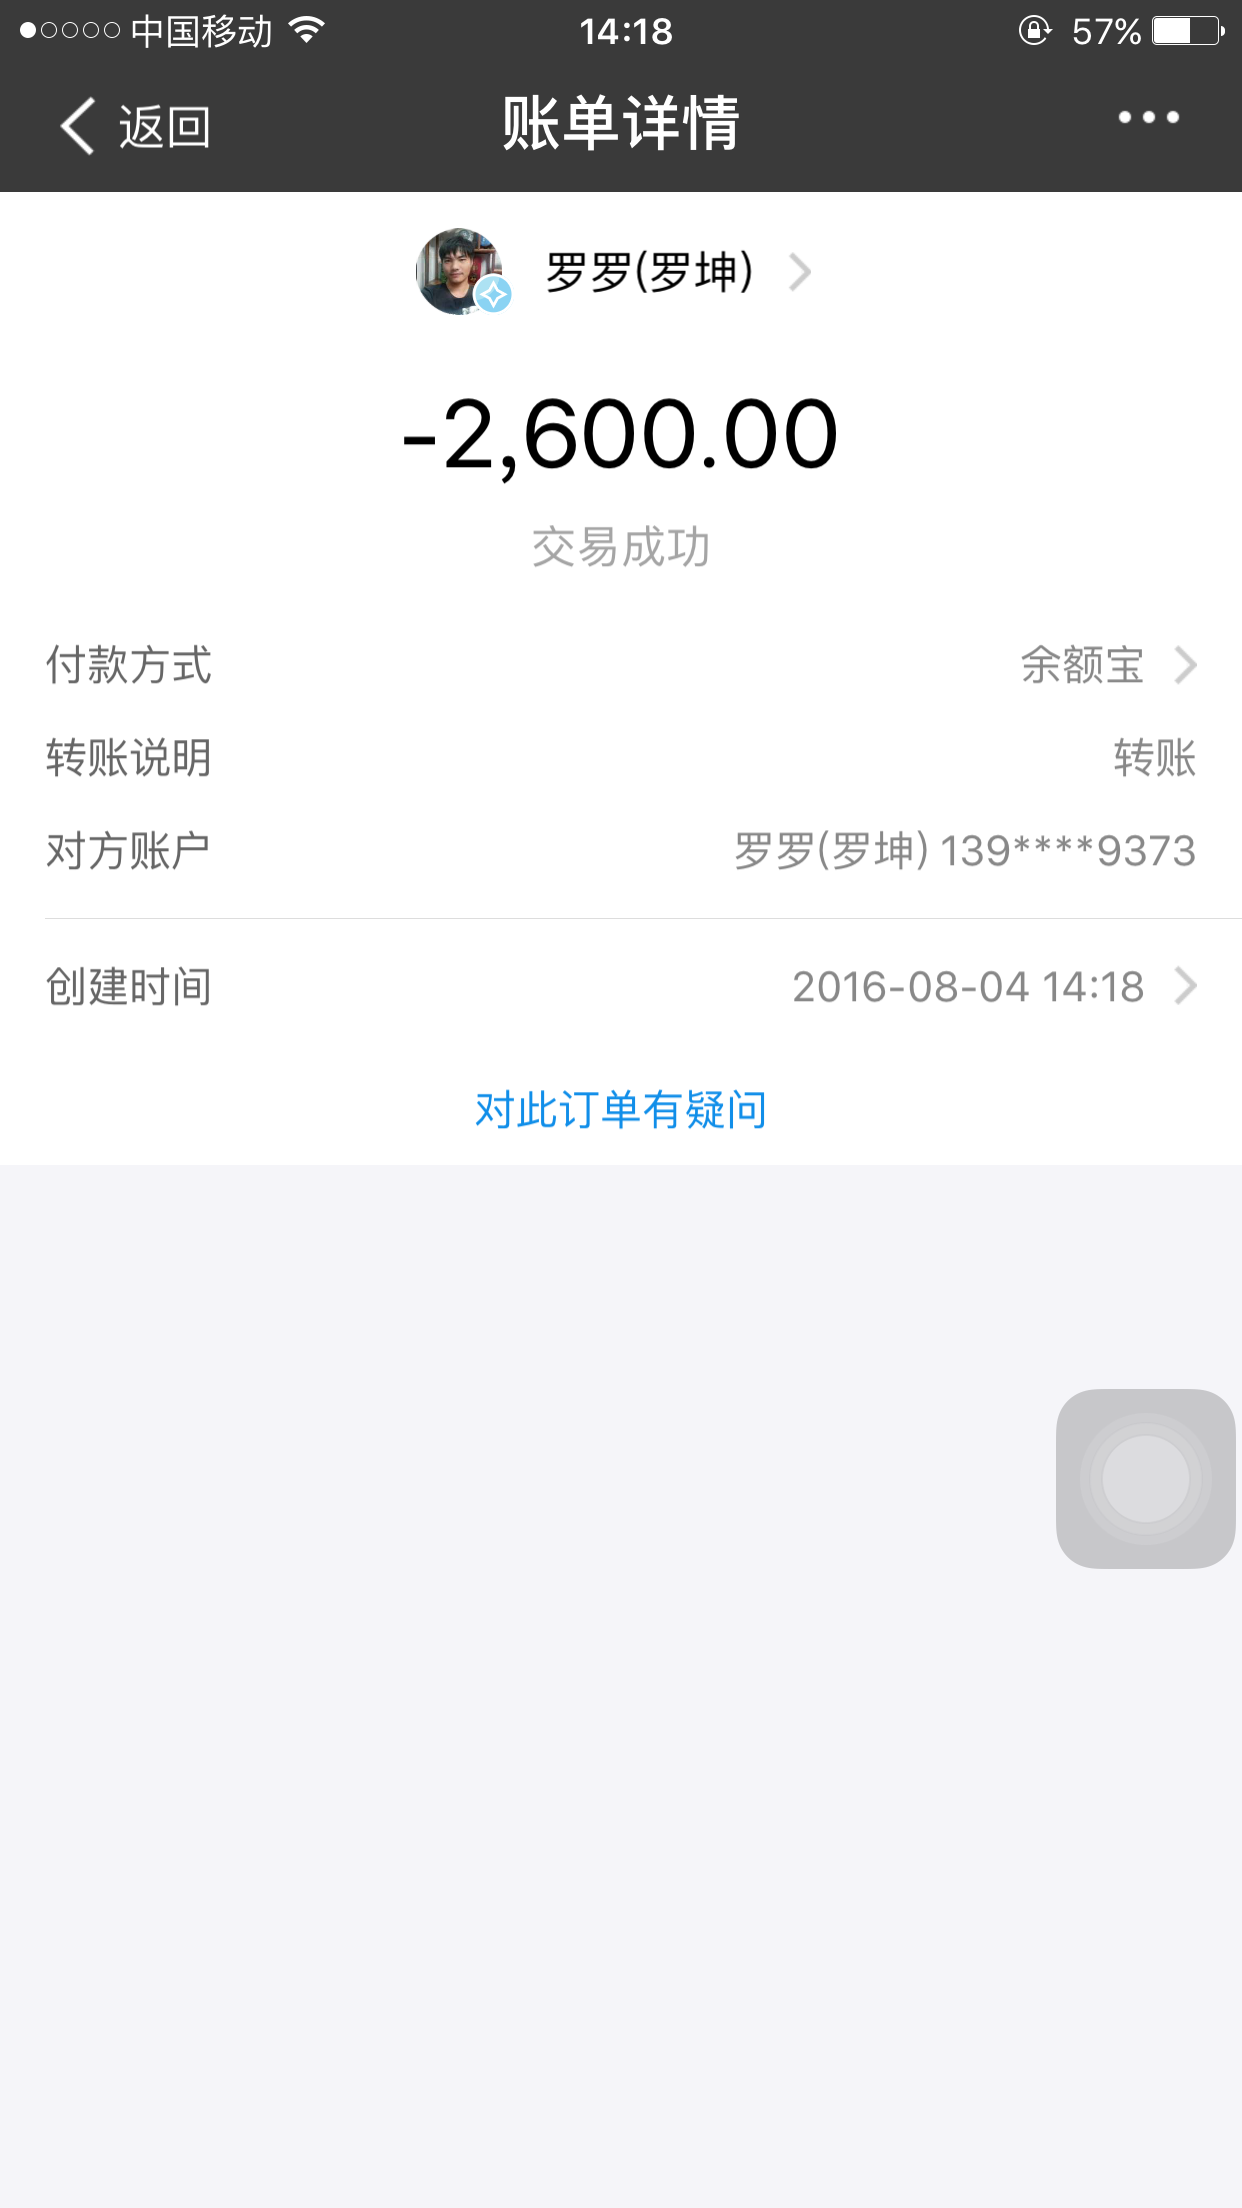 中国移动 14:18 57%
返回 账单详情
罗罗(罗坤)
-2,600.00
交易成功
付款方式 余额宝
转账说明 转账
对方账户 罗罗(罗坤) 139****9373
创建时间 2016-08-04 14:18
对此订单有疑问